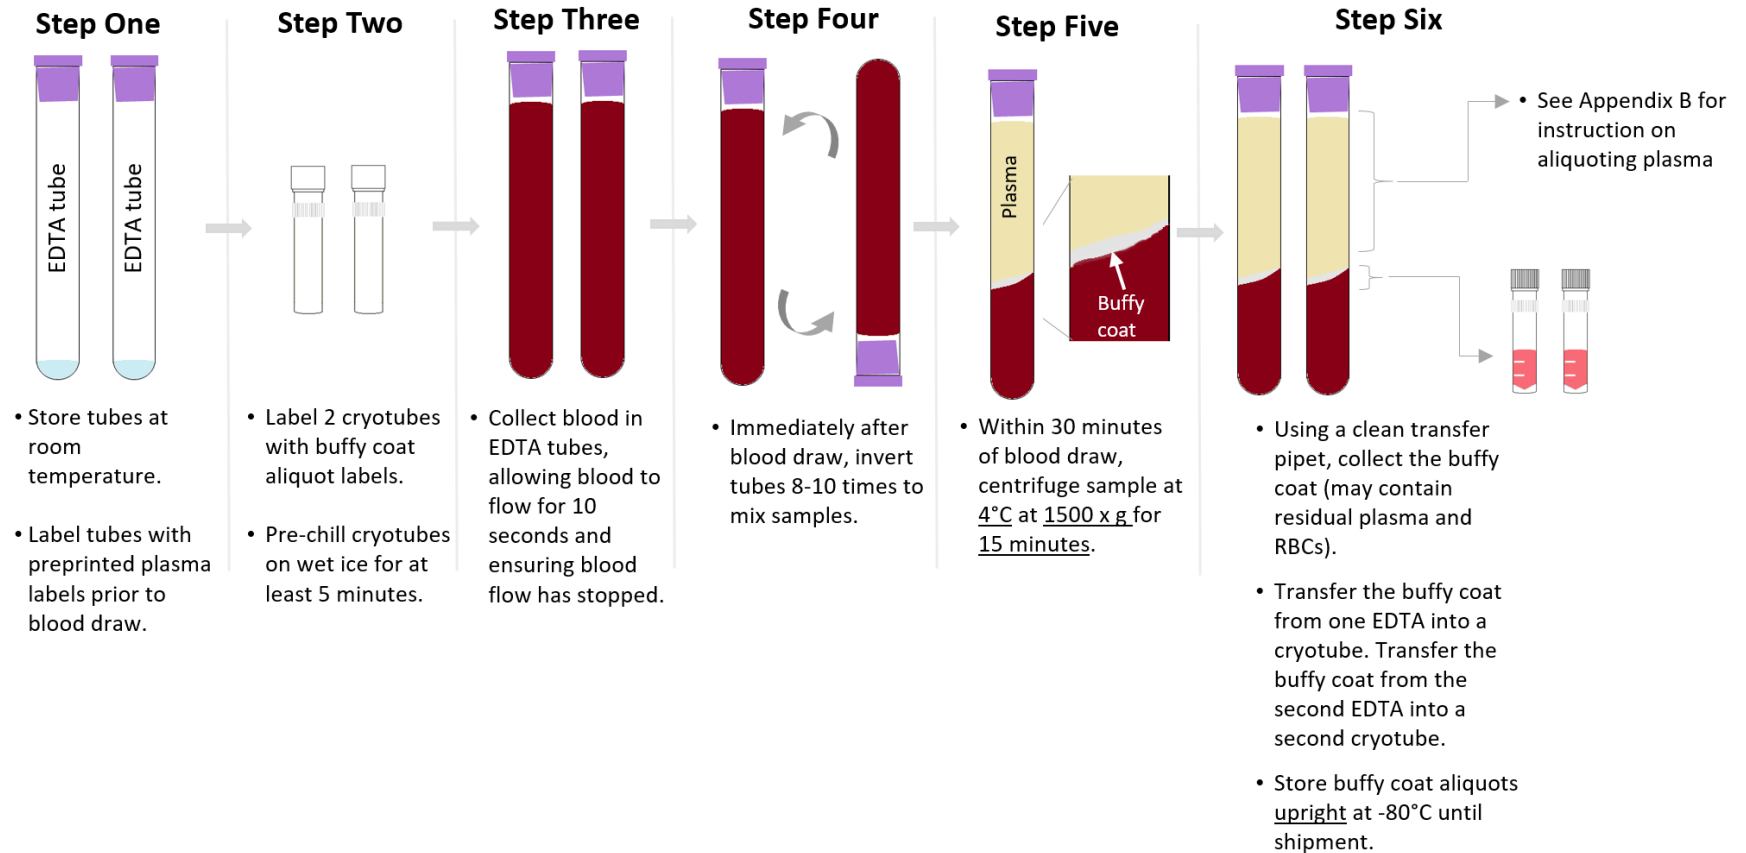 Step One
EDTA tube
EDTA tube
• Store tubes at
room
temperature.
• Label tubes with
preprinted plasma
labels prior to
blood draw.
Step Two
• Label 2 cryotubes
with buffy coat
aliquot labels.
• Pre-chill cryotubes
on wet ice for at
least 5 minutes.
Step Three
• Collect blood in
EDTA tubes,
allowing blood to
flow for 10
seconds and
ensuring blood
flow has stopped.
Step Four
• Immediately after
blood draw, invert
tubes 8-10 times to
mix samples.
Step Five
Plasma
Buffy
coat
• Within 30 minutes
of blood draw,
centrifuge sample at
4°C at 1500 x g for
15 minutes.
Step Six
• See Appendix B for
instruction on
aliquoting plasma
• Using a clean transfer
pipet, collect the buffy
coat (may contain
residual plasma and
RBCs).
• Transfer the buffy coat
from one EDTA into a
cryotube. Transfer the
buffy coat from the
second EDTA into a
second cryotube.
• Store buffy coat aliquots
upright at -80°C until
shipment.